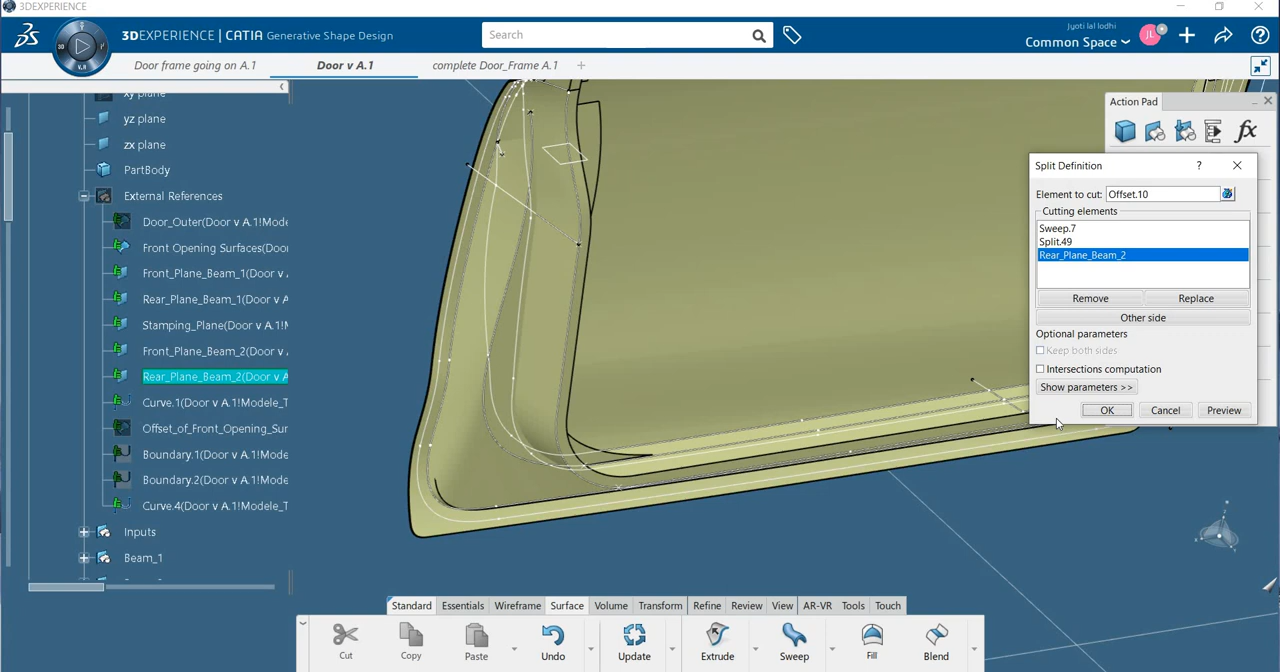 3DEXPERIENCE
3DEXPERIENCE | CATIA Generative Shape Design
Search
Jyoti lal lodhi
Common Space
JL
3D
V.R
Door frame going on A.1
Door v A.1
complete Door_Frame A.1
xy plane
yz plane
zx plane
PartBody
External References
Door_Outer(Door v A.1!Mode
Front Opening Surfaces(Door
Front_Plane_Beam_1(Door v
Rear_Plane_Beam_1(Door v A
Stamping_Plane(Door v A.1!M
Front_Plane_Beam_2(Door v
Rear_Plane_Beam_2(Door v A
Curve.1(Door v A.1!Modele_T
Offset_of_Front_Opening_Sur
Boundary.1(Door v A.1!Mode
Boundary.2(Door v A.1!Mode
Curve.4(Door v A.1!Modele_T
Inputs
Beam_1
Action Pad
fx
Split Definition
?
Element to cut: Offset.10
Cutting elements
Sweep.7
Split.49
Rear_Plane_Beam_2
Remove
Replace
Other side
Optional parameters
Keep both sides
Intersections computation
Show parameters >>
OK
Cancel
Preview
Standard
Essentials
Wireframe
Surface
Volume
Transform
Refine
Review
View
AR-VR
Tools
Touch
Cut
Copy
Paste
Undo
Update
Extrude
Sweep
Fill
Blend